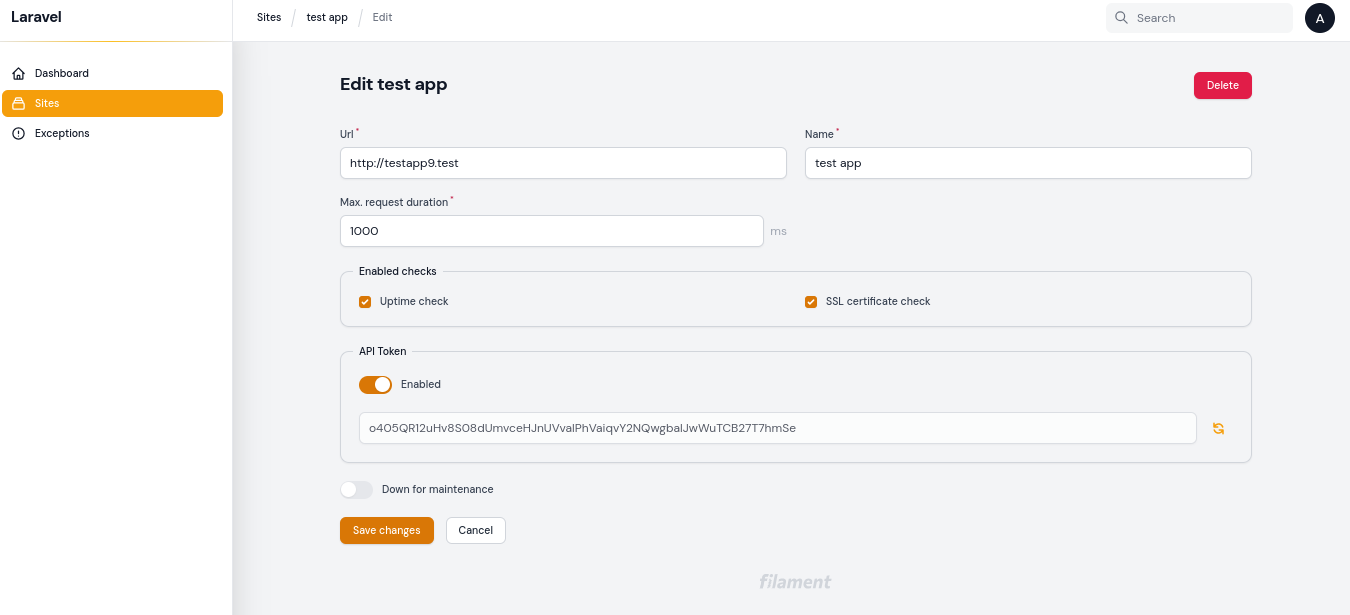 Laravel
Sites / test app / Edit
Search
A
Dashboard
Sites
Exceptions
Edit test app
Delete
Url*
Name*
http://testapp9.test
test app
Max. request duration*
1000
ms
Enabled checks
Uptime check
SSL certificate check
API Token
Enabled
o405QR12uHv8S08dUmvceHJnUVvalPhVaiqvY2NQwgbalJwWuTCB27T7hmSe
Down for maintenance
Save changes
Cancel
filament